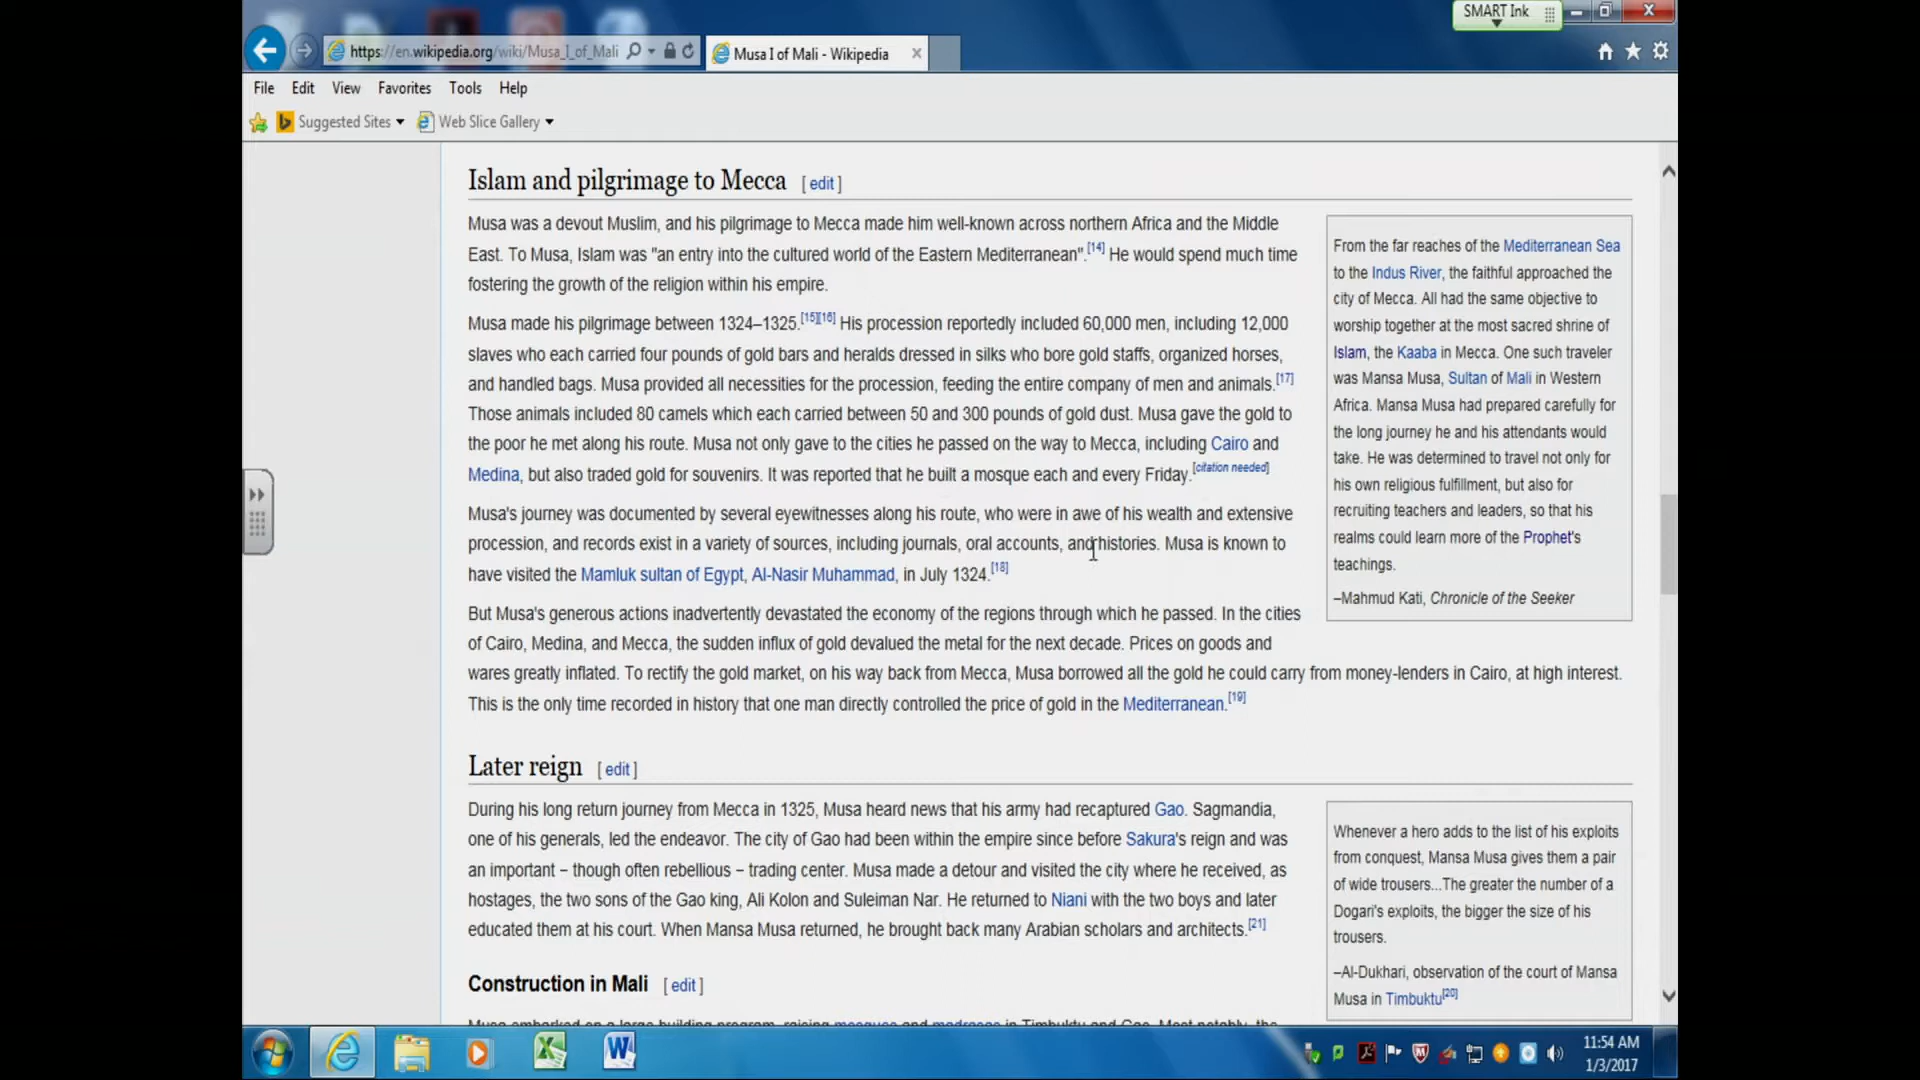 SMART Ink
https://en.wikipedia.org/wiki/Musa_I_of_Mali
Musa I of Mali - Wikipedia
File Edit View Favorites Tools Help
Suggested Sites Web Slice Gallery
Islam and pilgrimage to Mecca [ edit ]
Musa was a devout Muslim, and his pilgrimage to Mecca made him well-known across northern Africa and the Middle
East. To Musa, Islam was "an entry into the cultured world of the Eastern Mediterranean".[14] He would spend much time
fostering the growth of the religion within his empire.
Musa made his pilgrimage between 1324–1325.[15][16] His procession reportedly included 60,000 men, including 12,000
slaves who each carried four pounds of gold bars and heralds dressed in silks who bore gold staffs, organized horses,
and handled bags. Musa provided all necessities for the procession, feeding the entire company of men and animals.[17]
Those animals included 80 camels which each carried between 50 and 300 pounds of gold dust. Musa gave the gold to
the poor he met along his route. Musa not only gave to the cities he passed on the way to Mecca, including Cairo and
Medina, but also traded gold for souvenirs. It was reported that he built a mosque each and every Friday.[citation needed]
Musa's journey was documented by several eyewitnesses along his route, who were in awe of his wealth and extensive
procession, and records exist in a variety of sources, including journals, oral accounts, and histories. Musa is known to
have visited the Mamluk sultan of Egypt, Al-Nasir Muhammad, in July 1324.[18]
But Musa's generous actions inadvertently devastated the economy of the regions through which he passed. In the cities
of Cairo, Medina, and Mecca, the sudden influx of gold devalued the metal for the next decade. Prices on goods and
wares greatly inflated. To rectify the gold market, on his way back from Mecca, Musa borrowed all the gold he could carry from money-lenders in Cairo, at high interest.
This is the only time recorded in history that one man directly controlled the price of gold in the Mediterranean.[19]
From the far reaches of the Mediterranean Sea
to the Indus River, the faithful approached the
city of Mecca. All had the same objective to
worship together at the most sacred shrine of
Islam, the Kaaba in Mecca. One such traveler
was Mansa Musa, Sultan of Mali in Western
Africa. Mansa Musa had prepared carefully for
the long journey he and his attendants would
take. He was determined to travel not only for
his own religious fulfillment, but also for
recruiting teachers and leaders, so that his
realms could learn more of the Prophet's
teachings.
–Mahmud Kati, Chronicle of the Seeker
Later reign [ edit ]
During his long return journey from Mecca in 1325, Musa heard news that his army had recaptured Gao. Sagmandia,
one of his generals, led the endeavor. The city of Gao had been within the empire since before Sakura's reign and was
an important – though often rebellious – trading center. Musa made a detour and visited the city where he received, as
hostages, the two sons of the Gao king, Ali Kolon and Suleiman Nar. He returned to Niani with the two boys and later
educated them at his court. When Mansa Musa returned, he brought back many Arabian scholars and architects.[21]
Whenever a hero adds to the list of his exploits
from conquest, Mansa Musa gives them a pair
of wide trousers...The greater the number of a
Dogari's exploits, the bigger the size of his
trousers.
–Al-Dukhari, observation of the court of Mansa
Musa in Timbuktu[20]
Construction in Mali [ edit ]
Musa embarked on a large building program, raising mosques and madrasas in Timbuktu and Gao. Most notably, the
11:54 AM
1/3/2017